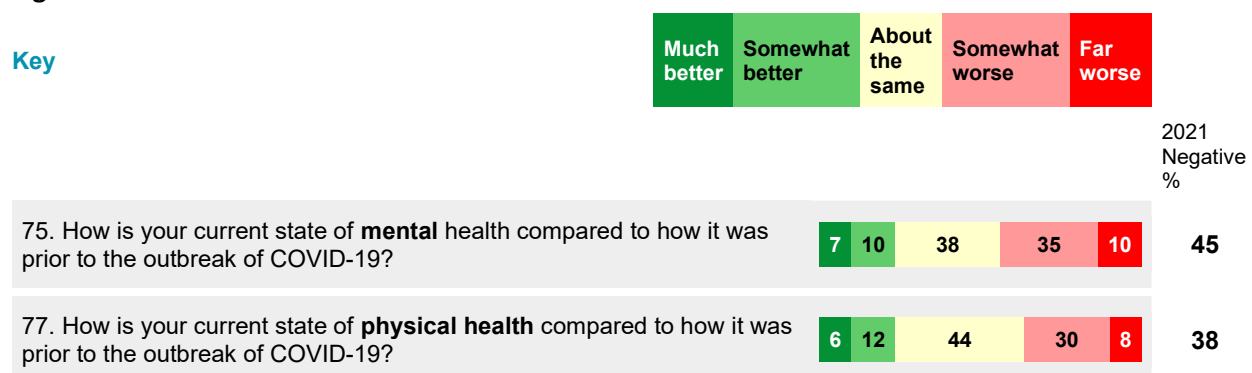 Key
Much better
Somewhat better
About the same
Somewhat worse
Far worse
2021
Negative
%
75. How is your current state of mental health compared to how it was
prior to the outbreak of COVID-19?
7 10 38 35 10 45
77. How is your current state of physical health compared to how it was
prior to the outbreak of COVID-19?
6 12 44 30 8 38